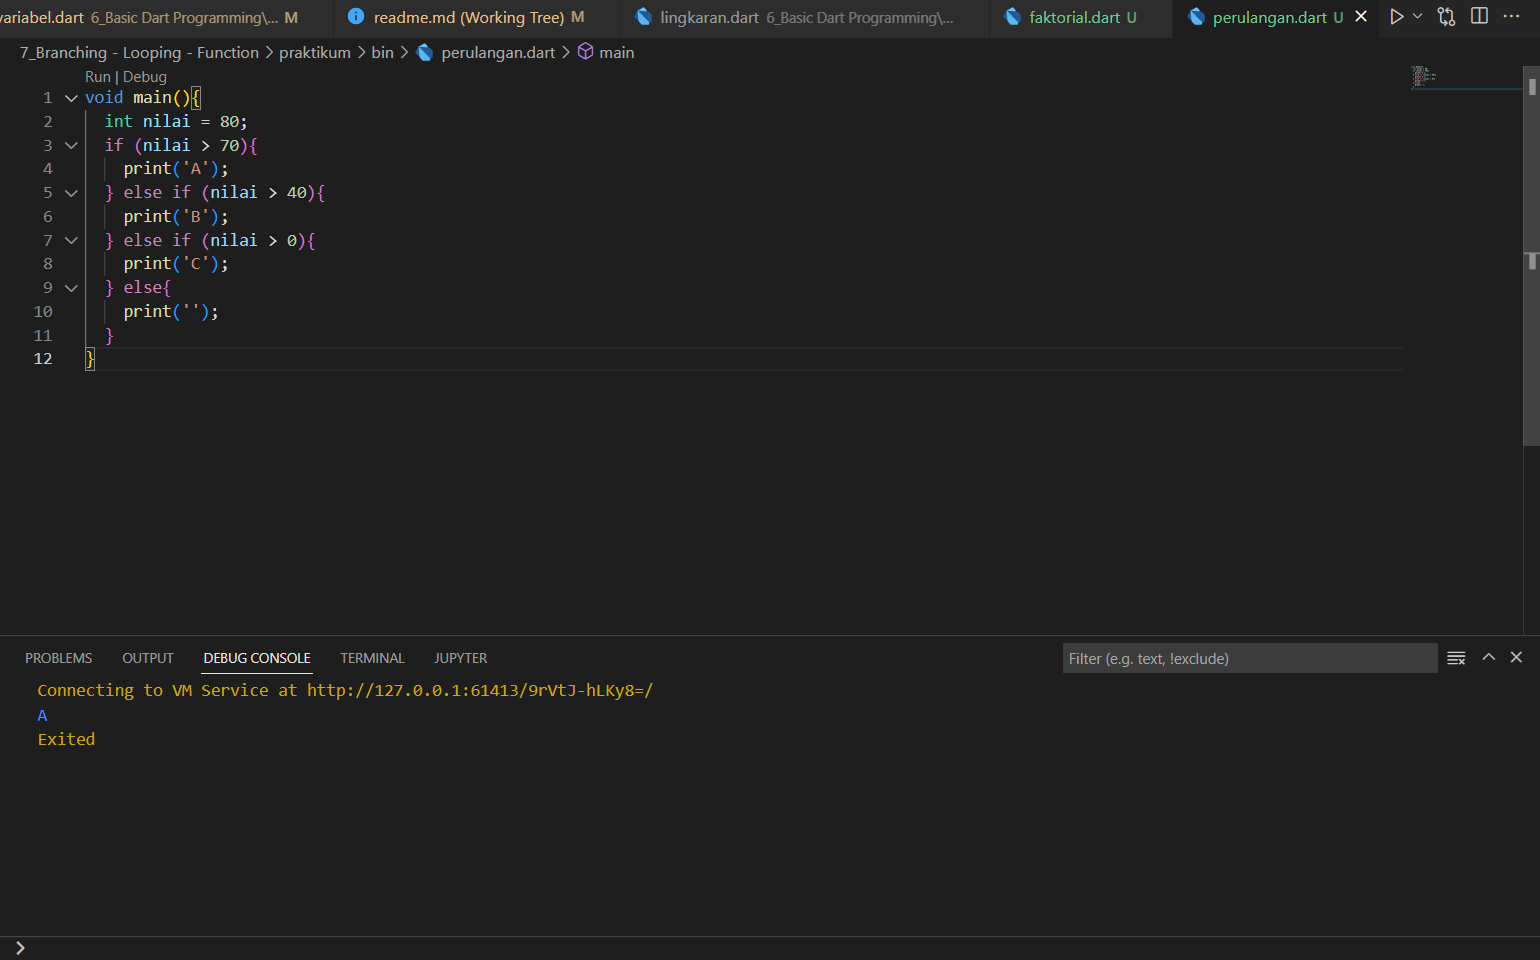 variabel.dart 6_Basic Dart Programming\... M readme.md (Working Tree) M lingkaran.dart 6_Basic Dart Programming\... faktorial.dart U perulangan.dart U
7_Branching - Looping - Function > praktikum > bin > perulangan.dart > main
Run | Debug
1 void main(){
2 int nilai = 80;
3 if (nilai > 70){
4 print('A');
5 } else if (nilai > 40){
6 print('B');
7 } else if (nilai > 0){
8 print('C');
9 } else{
10 print('');
11 }
12 }
PROBLEMS OUTPUT DEBUG CONSOLE TERMINAL JUPYTER Filter (e.g. text, !exclude)
Connecting to VM Service at http://127.0.0.1:61413/9rVtJ-hLKy8=/
A
Exited